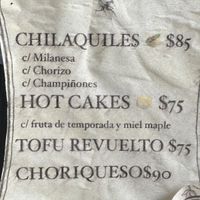 CHILAQUILES $85
c/ Milanesa
c/ Chorizo
c/ Champiñones
HOT CAKES $75
c/ fruta de temporada y miel maple
TOFU REVUELTO $75
CHORIQUESO$90